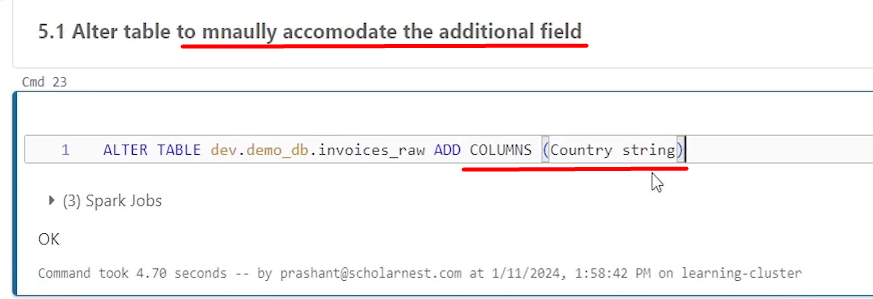 5.1 Alter table to mnaully accomodate the additional field
Cmd 23
1 ALTER TABLE dev.demo_db.invoices_raw ADD COLUMNS (Country string)
(3) Spark Jobs
OK
Command took 4.70 seconds -- by prashant@scholarnest.com at 1/11/2024, 1:58:42 PM on learning-cluster